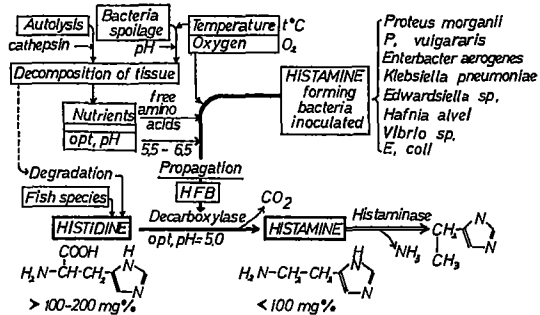 Autolysis
cathepsin
Bacteria
spoilage
pH
Temperature t°C
Oxygen O₂
Decomposition of tissue
Nutrients
opt, pH
free
amino
acids
5,5-6,5
HISTAMINE
forming
bacteria
inoculated
Proteus morganii
P, vulgararis
Enterbacter aerogenes
Klebsiella pneumoniae
Edwardsiella sp,
Hafnia alvei
Vibrio sp,
E, coli
Degradation
Fish species
Propagation
HFB
HISTIDINE
Decarboxylase
opt, pH=5,0
CO₂
HISTAMINE
Histaminase
NH₃
CH₂
CH₃
N
N
COOH
H₂N-CH-CH₂
H
N
N
>100-200 mg%
H₂N-CH₂-CH₂
H
N
N
<100 mg%